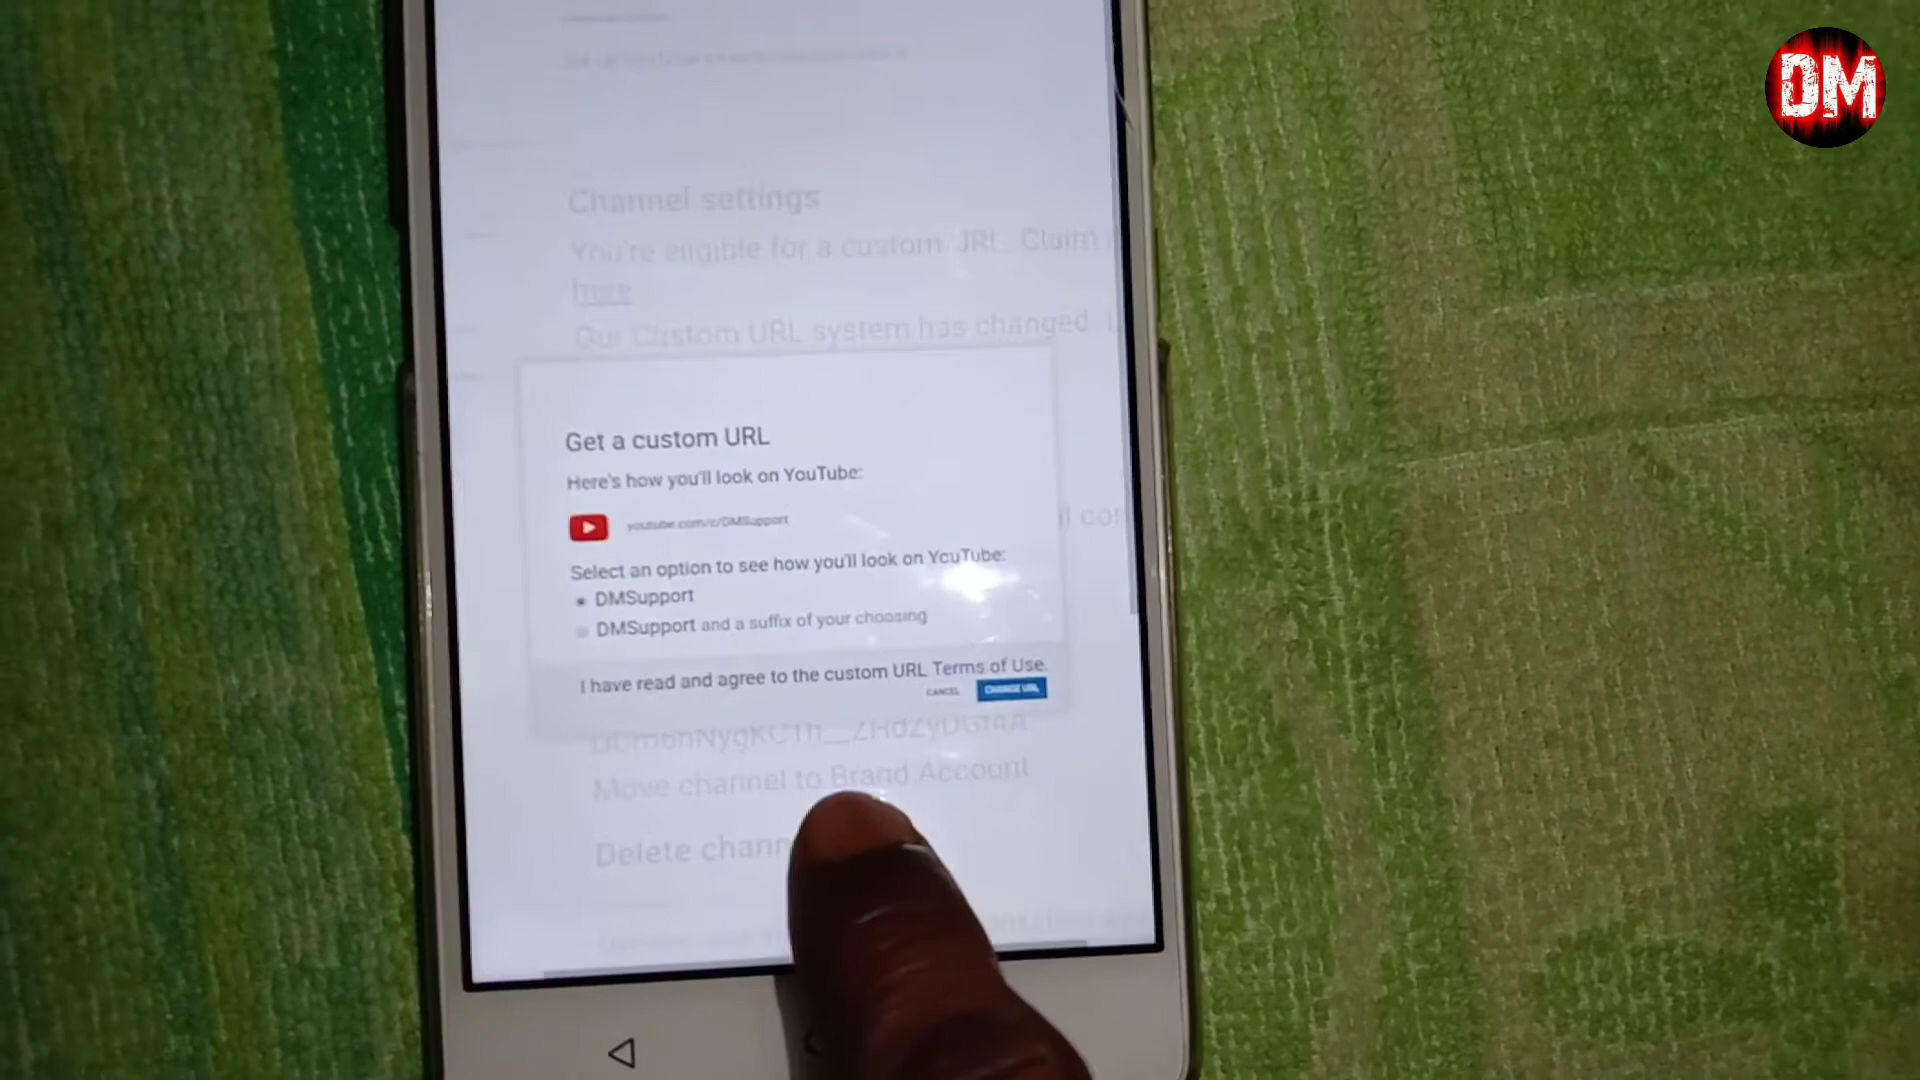 DM
Channel settings
You're eligible for a custom URL. Claim
here
Our Custom URL system has changed.
Get a custom URL
Here's how you'll look on YouTube:
youtube.com/c/DMSupport
Select an option to see how you'll look on YouTube:
DMSupport
DMSupport and a suffix of your choosing
I have read and agree to the custom URL Terms of Use.
CANCEL CHANGE URL
Move channel to Brand Account
Delete chann